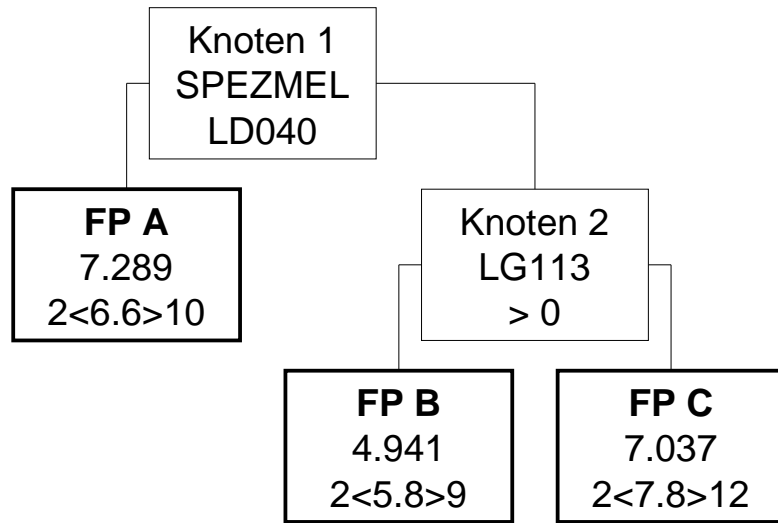 Knoten 1
SPEZMEL
LD040
FP A
7.289
2<6.6>10
Knoten 2
LG113
> 0
FP B
4.941
2<5.8>9
FP C
7.037
2<7.8>12